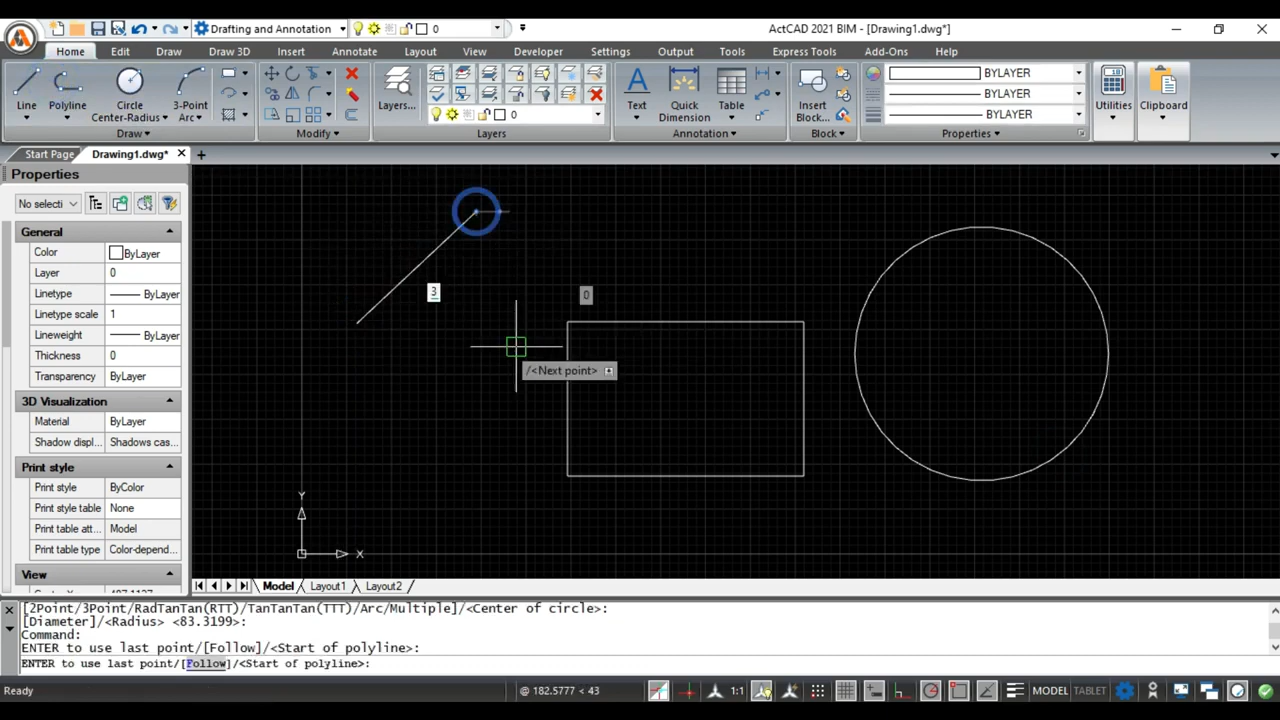 Drafting and Annotation
0
ActCAD 2021 BIM - [Drawing1.dwg*]
Home Edit Draw Draw 3D Insert Annotate Layout View Developer Settings Output Tools Express Tools Add-Ons Help
Line Polyline Circle Center-Radius 3-Point Arc
Layers...
0
Text Quick Dimension Table
Insert Block...
BYLAYER
BYLAYER
BYLAYER
Utilities Clipboard
Draw Modify Layers Annotation Block Properties
Start Page Drawing1.dwg*
Properties
No selecti
General
Color ByLayer
Layer 0
Linetype ByLayer
Linetype scale 1
Lineweight ByLayer
Thickness 0
Transparency ByLayer
3D Visualization
Material ByLayer
Shadow displ... Shadows cas...
Print style
Print style ByColor
Print style table None
Print table att... Model
Print table type Color-depend...
View
3
0
/<Next point>
Y
X
Model Layout1 Layout2
[2Point/3Point/RadTanTan(RTT)/TanTanTan(TTT)/Arc/Multiple]/<Center of circle>:
[Diameter]/<Radius> <83.3199>:
Command:
ENTER to use last point/[Follow]/<Start of polyline>:
ENTER to use last point/[Follow]/<Start of polyline>:
Ready
@ 182.5777 < 43
1:1
MODEL TABLET